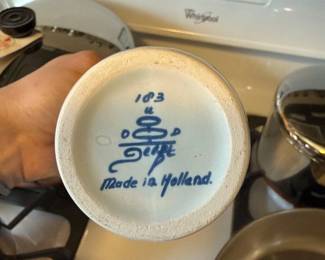 Whirlpool
183
Delft
Made in Holland.